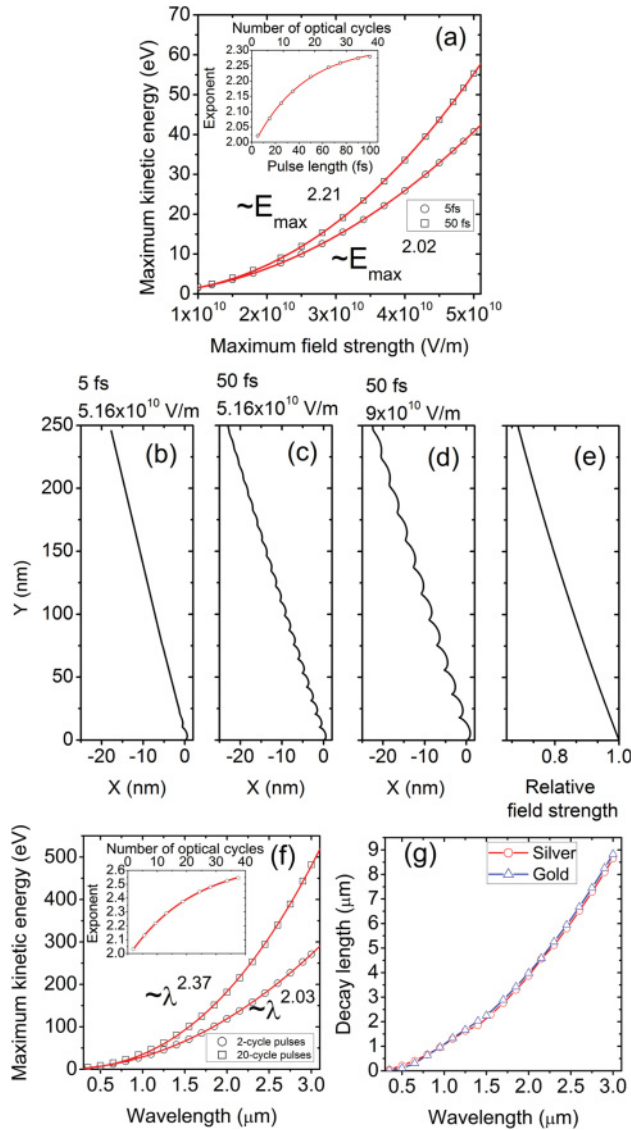 Number of optical cycles
0 10 20 30 40
(a)
Exponent
2.30
2.25
2.20
2.15
2.10
2.05
2.00
20 40 60 80 100
Pulse length (fs)
Maximum kinetic energy (eV)
70
60
50
40
30
20
10
0
~E_max 2.21
~E_max 2.02
5fs
50 fs
1x10^10 2x10^10 3x10^10 4x10^10 5x10^10
Maximum field strength (V/m)
5 fs
5.16x10^10 V/m
50 fs
5.16x10^10 V/m
50 fs
9x10^10 V/m
(b) (c) (d) (e)
Y (nm)
250
200
150
100
50
0
-20 -10 0
-20 -10 0
-20 -10 0
0.8 1.0
X (nm)
X (nm)
X (nm)
Relative
field strength
Number of optical cycles
0 10 20 30 40
(f)
Exponent
2.6
2.5
2.4
2.3
2.2
2.1
2.0
Maximum kinetic energy (eV)
500
400
300
200
100
0
~λ^2.37
~λ^2.03
2-cycle pulses
20-cycle pulses
0.5 1.0 1.5 2.0 2.5 3.0
Wavelength (μm)
(g)
Silver
Gold
Decay length (μm)
9
8
7
6
5
4
3
2
1
0
0.5 1.0 1.5 2.0 2.5 3.0
Wavelength (μm)